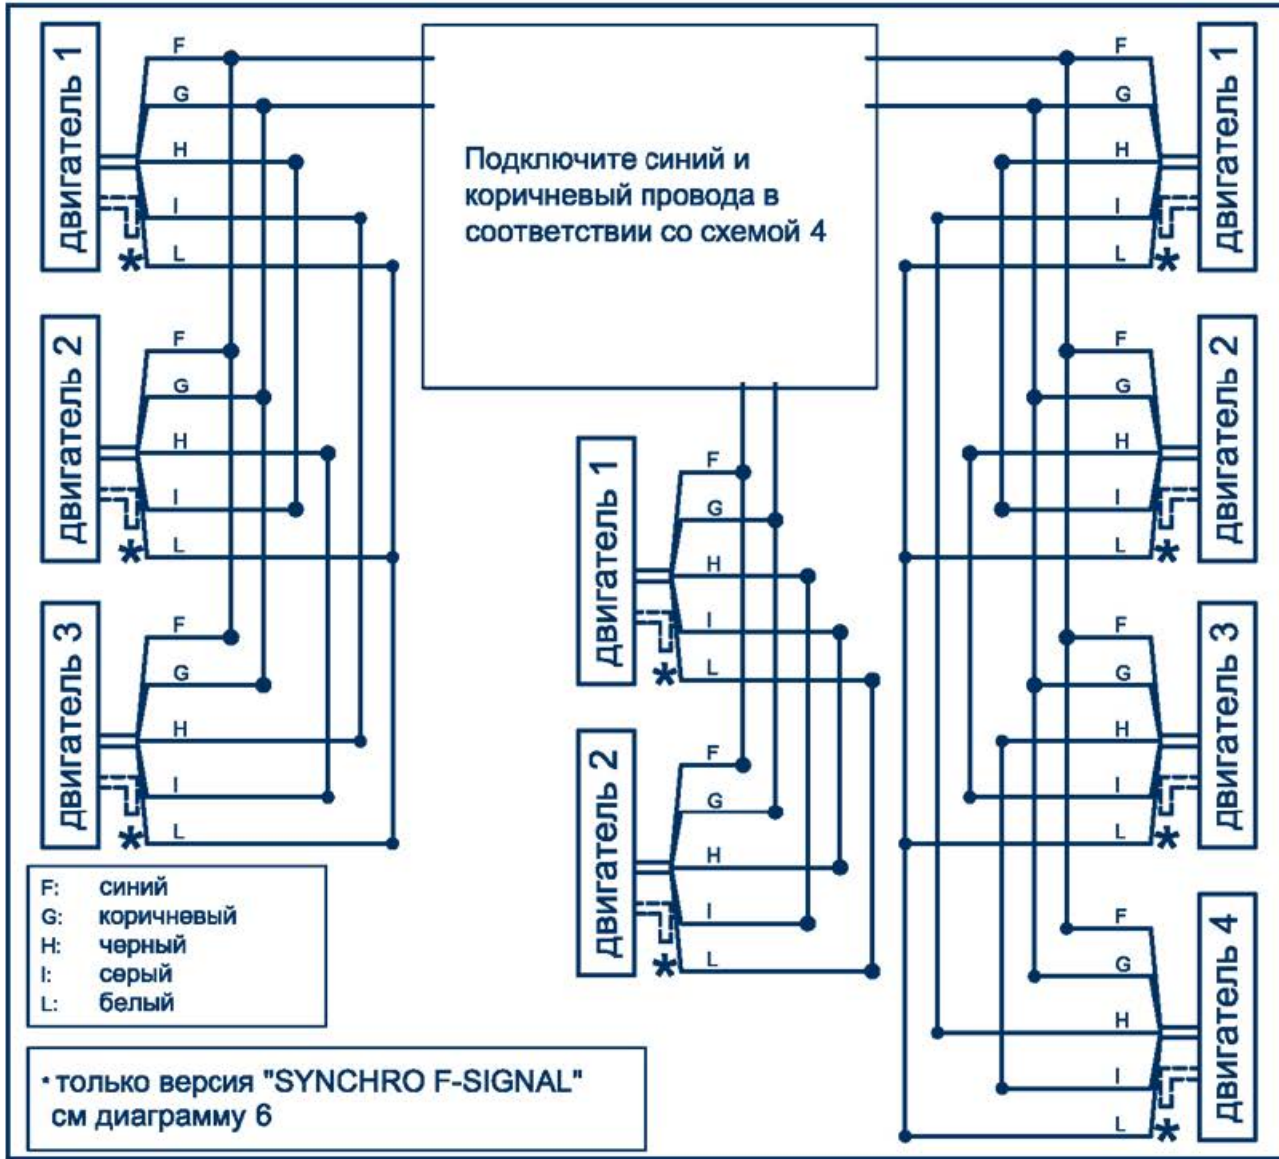 двигатель 1
F
G
H
I
L
*
двигатель 2
F
G
H
I
L
*
двигатель 3
F
G
H
I
L
*
Подключите синий и
коричневый провода в
соответствии со схемой 4
двигатель 1
F
G
H
I
L
*
двигатель 2
F
G
H
I
L
*
F
G
H
I
L
*
двигатель 1
F
G
H
I
L
*
двигатель 2
F
G
H
I
L
*
двигатель 3
F
G
H
I
L
*
двигатель 4
F: синий
G: коричневый
H: черный
I: серый
L: белый
* только версия "SYNCHRO F-SIGNAL"
см диаграмму 6